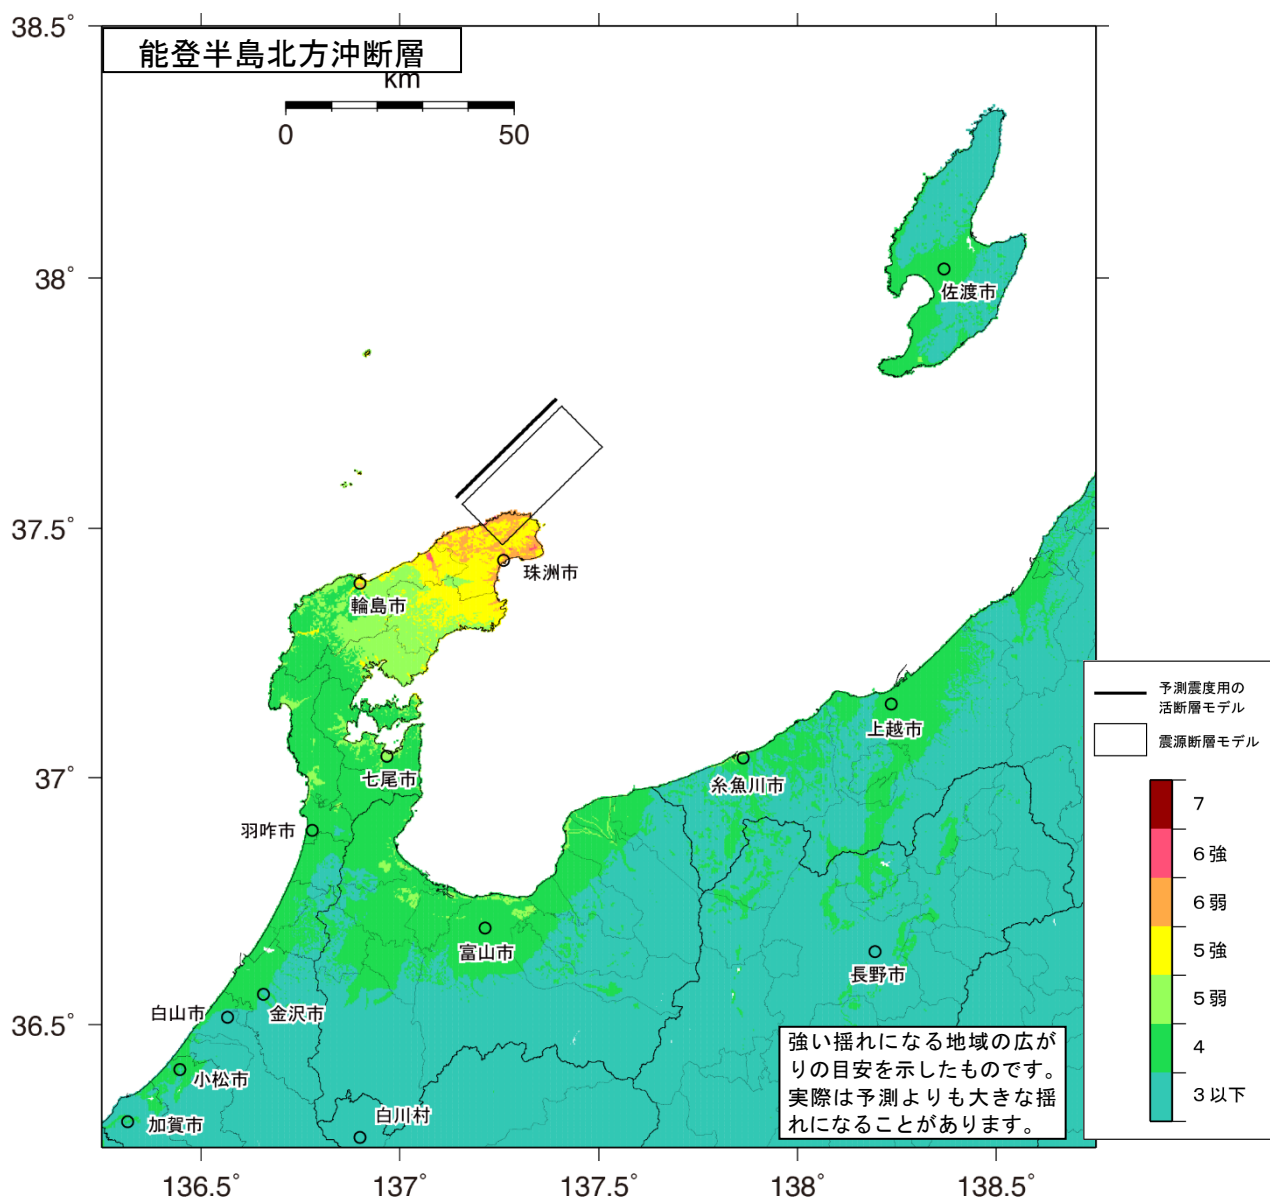 38.5°
能登半島北方沖断層
km
0 50
38°
佐渡市
37.5°
珠洲市
輪島市
予測震度用の
活断層モデル
震源断層モデル
上越市
37°
七尾市
糸魚川市
羽咋市
7
6強
6弱
5強
5弱
4
3以下
富山市
長野市
白山市
金沢市
36.5°
強い揺れになる地域の広が
りの目安を示したものです。
実際は予測よりも大きな揺
れになることがあります。
小松市
加賀市
白川村
136.5° 137° 137.5° 138° 138.5°